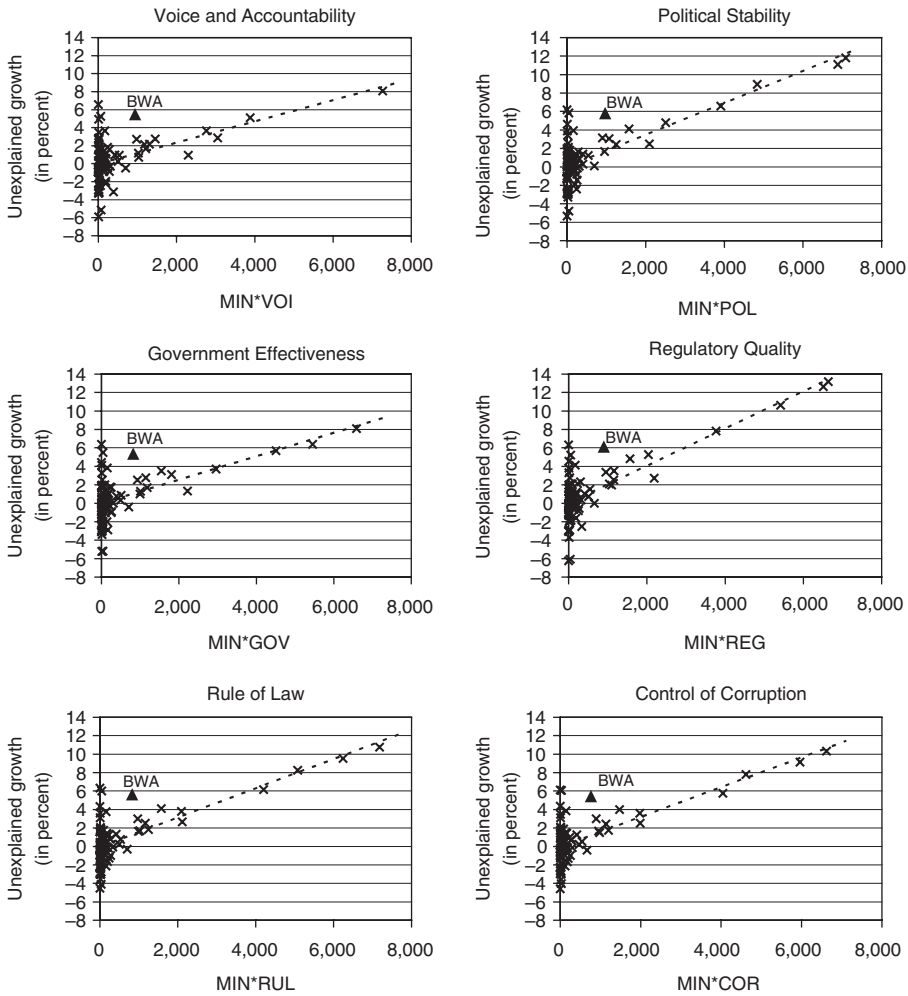 Voice and Accountability
Unexplained growth
(in percent)
14
12
10
8
6
4
2
0
–2
–4
–6
–8
BWA
0 2,000 4,000 6,000 8,000
MIN*VOI
Political Stability
Unexplained growth
(in percent)
14
12
10
8
6
4
2
0
–2
–4
–6
–8
BWA
0 2,000 4,000 6,000 8,000
MIN*POL
Government Effectiveness
Unexplained growth
(in percent)
14
12
10
8
6
4
2
0
–2
–4
–6
–8
BWA
0 2,000 4,000 6,000 8,000
MIN*GOV
Regulatory Quality
Unexplained growth
(in percent)
14
12
10
8
6
4
2
0
–2
–4
–6
–8
BWA
0 2,000 4,000 6,000 8,000
MIN*REG
Rule of Law
Unexplained growth
(in percent)
14
12
10
8
6
4
2
0
–2
–4
–6
–8
BWA
0 2,000 4,000 6,000 8,000
MIN*RUL
Control of Corruption
Unexplained growth
(in percent)
14
12
10
8
6
4
2
0
–2
–4
–6
–8
BWA
0 2,000 4,000 6,000 8,000
MIN*COR